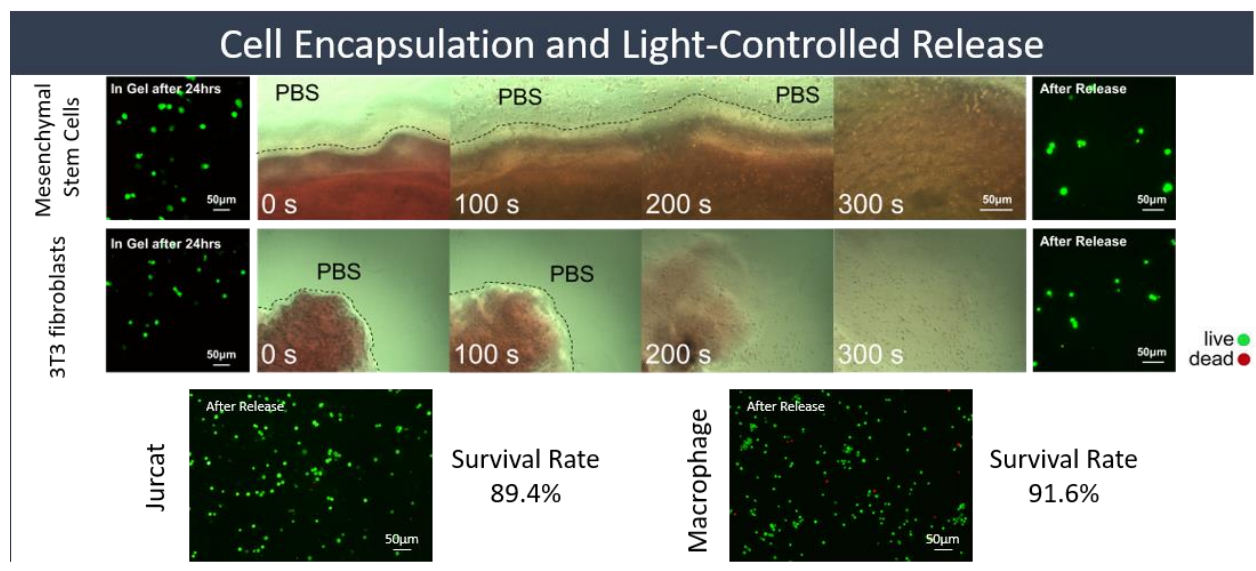 Cell Encapsulation and Light-Controlled Release
Mesenchymal
Stem Cells
In Gel after 24hrs
50μm
PBS
0 s
PBS
100 s
PBS
200 s
300 s
50μm
After Release
50μm
3T3 fibroblasts
In Gel after 24hrs
50μm
PBS
0 s
PBS
100 s
200 s
300 s
After Release
50μm
live
dead
Jurcat
After Release
50μm
Survival Rate
89.4%
Macrophage
After Release
50μm
Survival Rate
91.6%